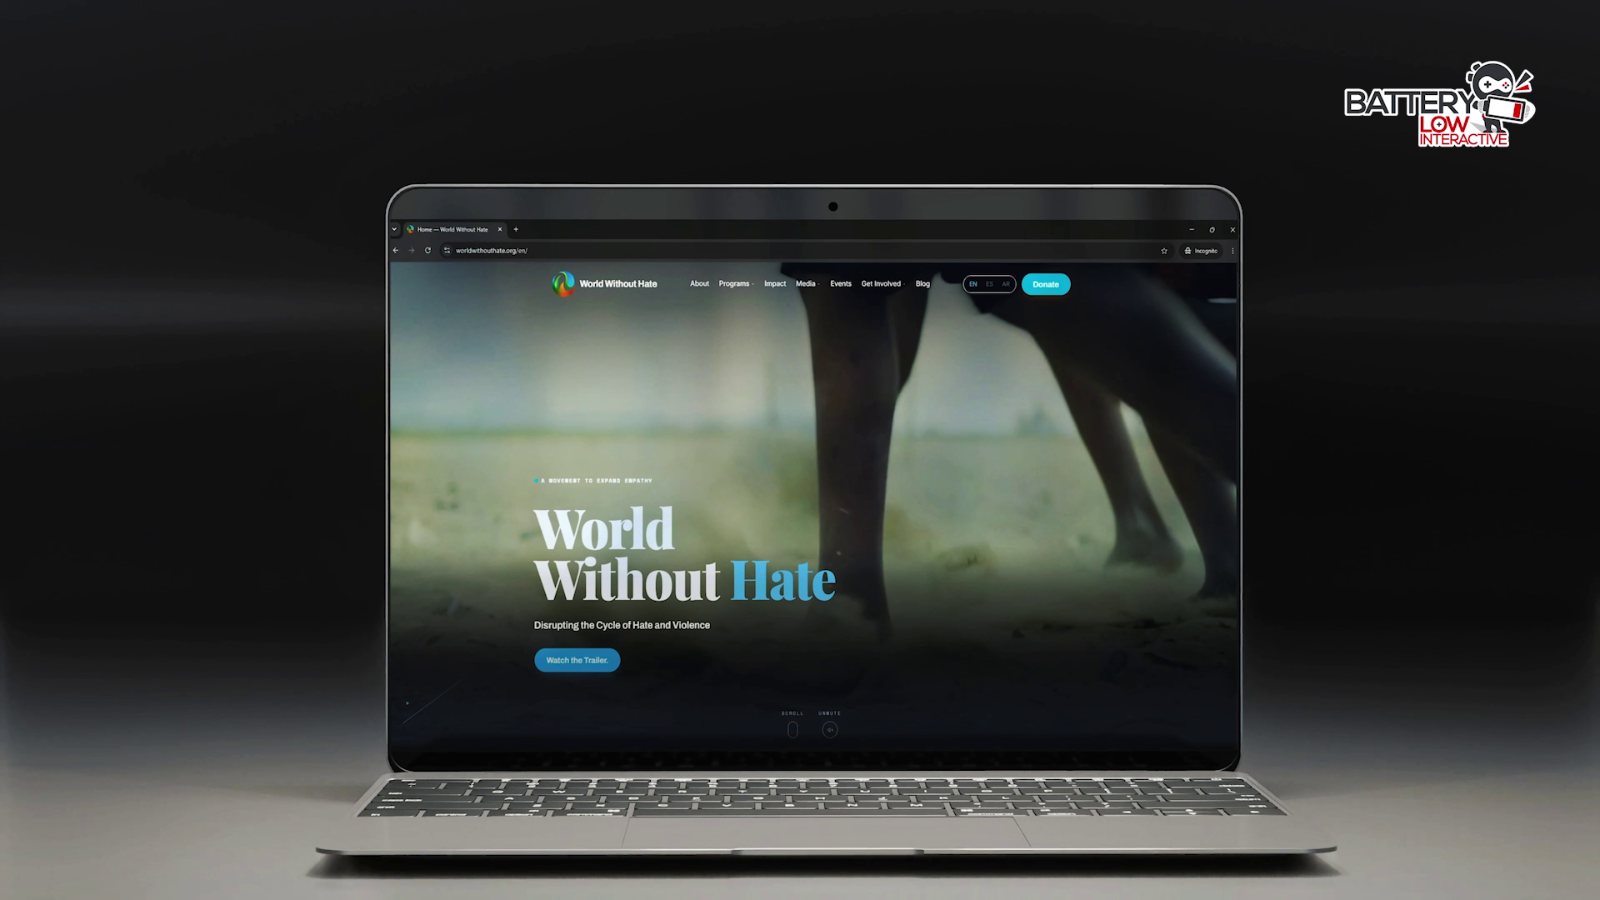 BATTERY
LOW
INTERACTIVE
Home — World Without Hate
worldwithouthate.org/en/
Incognito
World Without Hate
About
Programs
Impact
Media
Events
Get Involved
Blog
EN
ES
AR
Donate
A MOVEMENT TO EXPAND EMPATHY
World
Without Hate
Disrupting the Cycle of Hate and Violence
Watch the Trailer.
SCROLL
UNMUTE